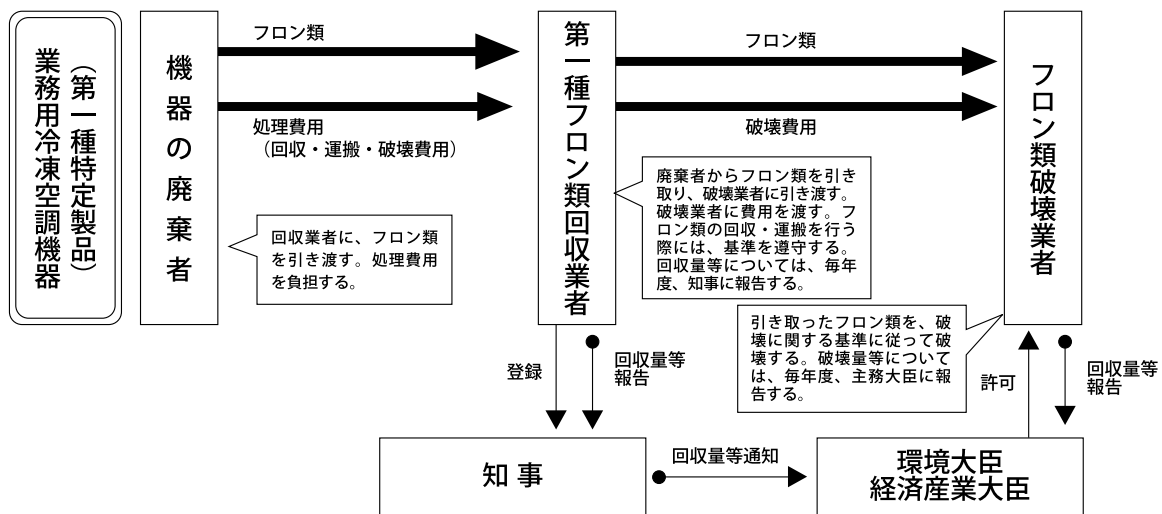 （第一種特定製品）
業務用冷凍空調機器
機器の廃棄者
フロン類
処理費用
（回収・運搬・破壊費用）
回収業者に、フロン類
を引き渡す。処理費用
を負担する。
第一種フロン類回収業者
フロン類
破壊費用
廃棄者からフロン類を引き
取り、破壊業者に引き渡す。
破壊業者に費用を渡す。フ
ロン類の回収・運搬を行う
際には、基準を遵守する。
回収量等については、毎年
度、知事に報告する。
フロン類破壊業者
引き取ったフロン類を、破
壊に関する基準に従って破
壊する。破壊量等について
は、毎年度、主務大臣に報
告する。
登録
回収量等
報告
許可
回収量等
報告
知事
回収量等通知
環境大臣
経済産業大臣